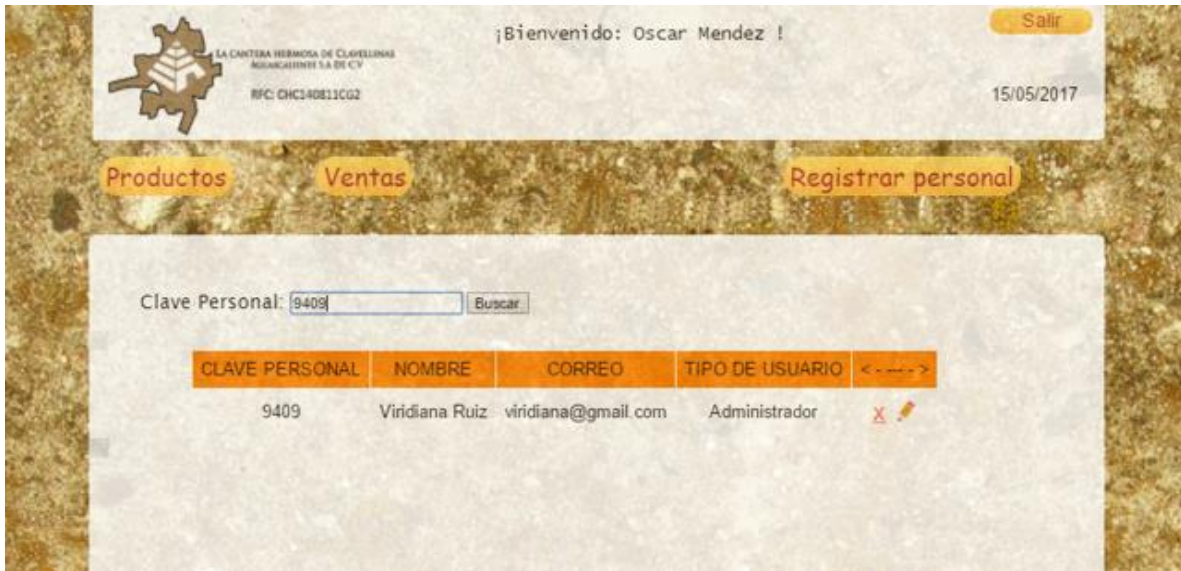 LA CANTERA HERMOSA DE CLAVELLINAS
AGUASCALIENTES S.A DE C.V
RFC: CHC140811CG2
¡Bienvenido: Oscar Mendez !
Salir
15/05/2017
Productos
Ventas
Registrar personal
Clave Personal: 9409 Buscar
CLAVE PERSONAL NOMBRE CORREO TIPO DE USUARIO < - --- - >
9409 Viridiana Ruiz viridiana@gmail.com Administrador X